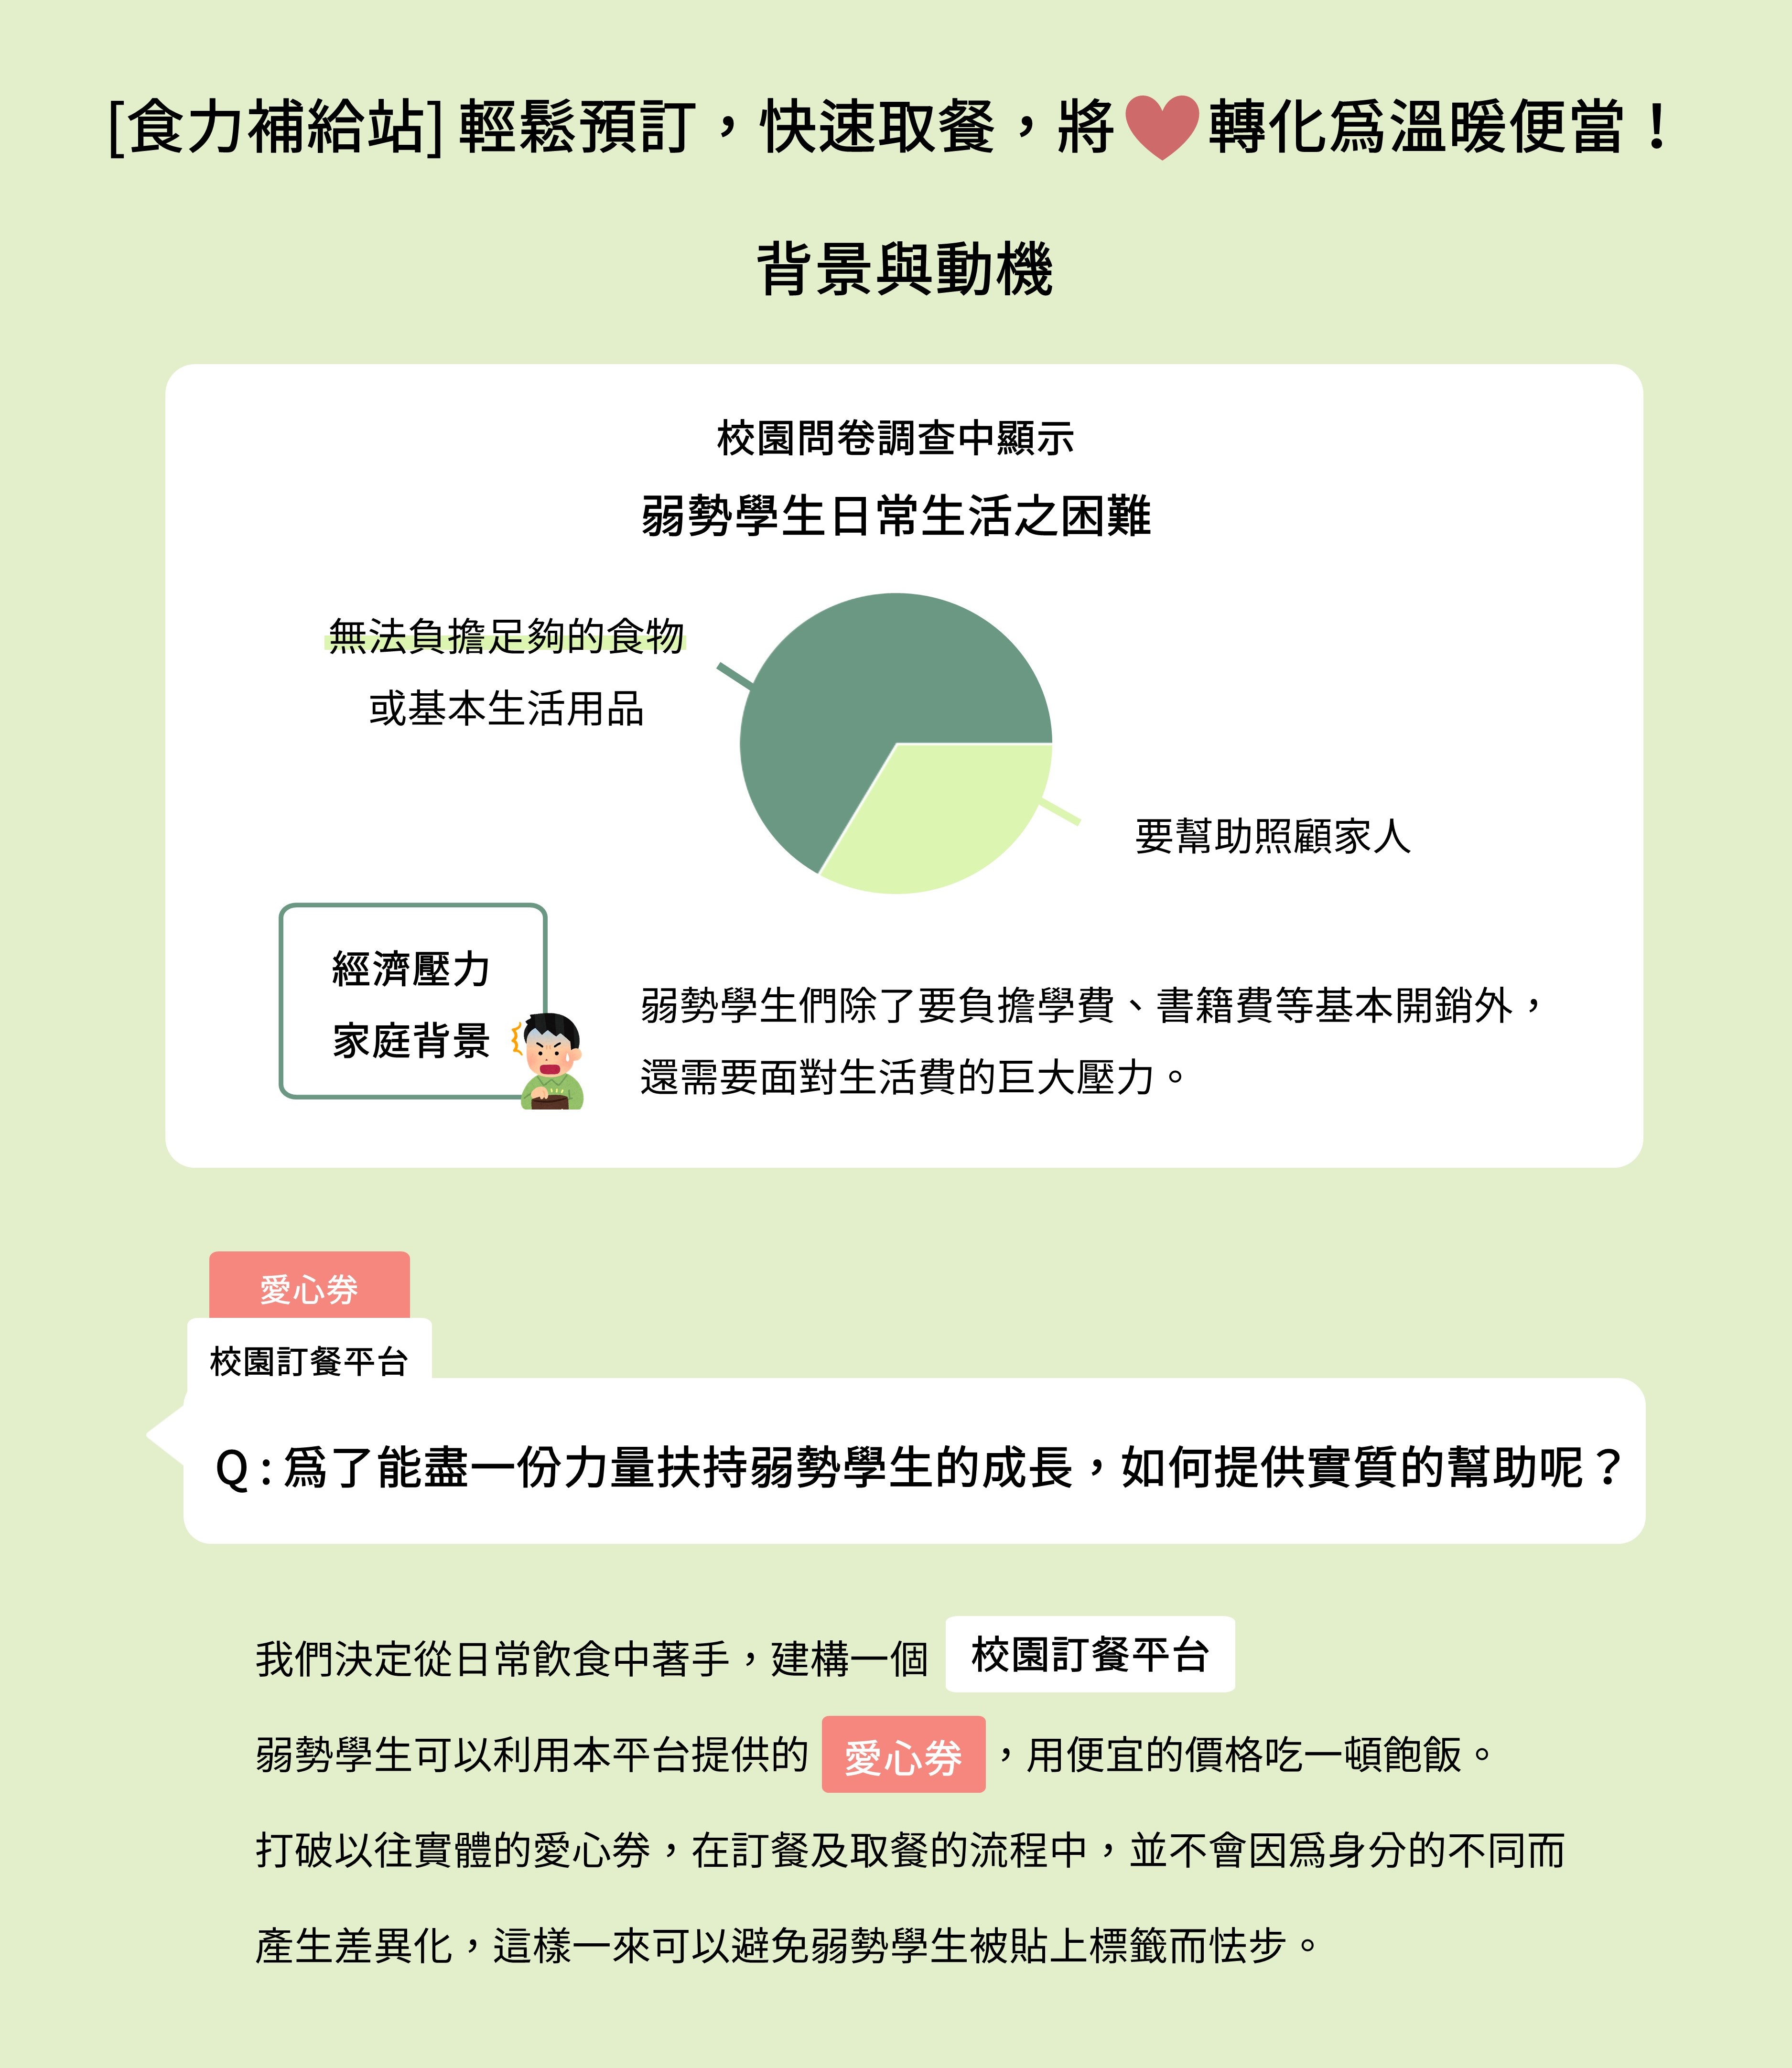 [食力補給站] 輕鬆預訂，快速取餐，將轉化爲溫暖便當！
背景與動機
校園問卷調查中顯示
弱勢學生日常生活之困難
無法負擔足夠的食物
或基本生活用品
要幫助照顧家人
經濟壓力
家庭背景
弱勢學生們除了要負擔學費、書籍費等基本開銷外，
還需要面對生活費的巨大壓力。
愛心券
校園訂餐平台
Q : 爲了能盡一份力量扶持弱勢學生的成長，如何提供實質的幫助呢？
我們決定從日常飲食中著手，建構一個 校園訂餐平台
弱勢學生可以利用本平台提供的 愛心券 ，用便宜的價格吃一頓飽飯。
打破以往實體的愛心券，在訂餐及取餐的流程中，並不會因爲身分的不同而
產生差異化，這樣一來可以避免弱勢學生被貼上標籤而怯步。